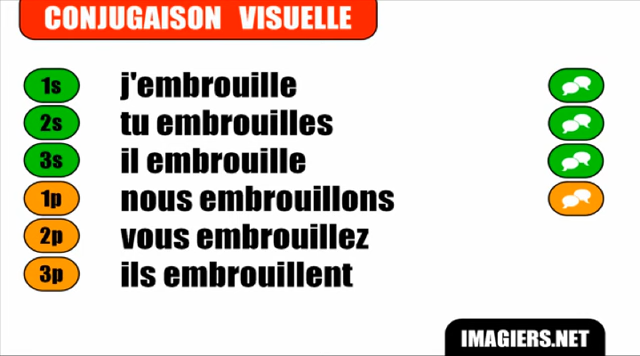 CONJUGAISON VISUELLE
1s j'embrouille
2s tu embrouilles
3s il embrouille
1p nous embrouillons
2p vous embrouillez
3p ils embrouillent
IMAGIERS.NET